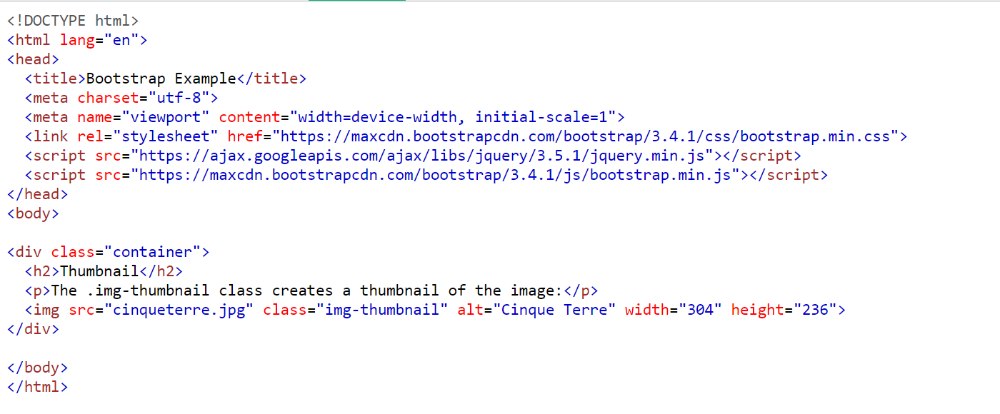 <!DOCTYPE html>
<html lang="en">
<head>
  <title>Bootstrap Example</title>
  <meta charset="utf-8">
  <meta name="viewport" content="width=device-width, initial-scale=1">
  <link rel="stylesheet" href="https://maxcdn.bootstrapcdn.com/bootstrap/3.4.1/css/bootstrap.min.css">
  <script src="https://ajax.googleapis.com/ajax/libs/jquery/3.5.1/jquery.min.js"></script>
  <script src="https://maxcdn.bootstrapcdn.com/bootstrap/3.4.1/js/bootstrap.min.js"></script>
</head>
<body>

<div class="container">
  <h2>Thumbnail</h2>
  <p>The .img-thumbnail class creates a thumbnail of the image:</p>
  <img src="cinqueterre.jpg" class="img-thumbnail" alt="Cinque Terre" width="304" height="236">
</div>

</body>
</html>